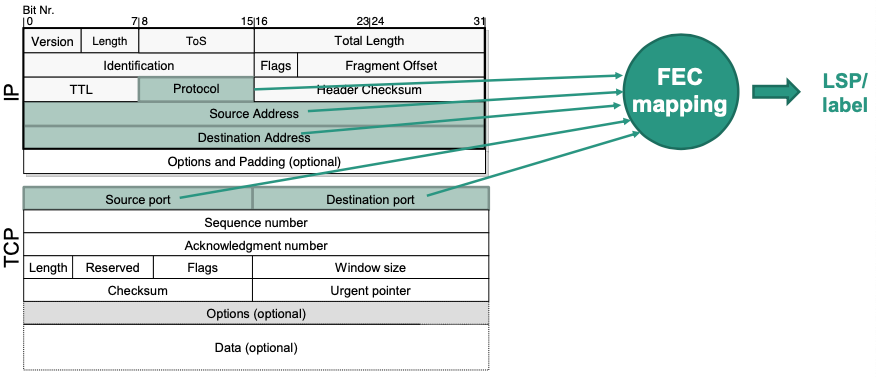 Bit Nr.
0 7 8 15 16 23 24 31
Version Length ToS Total Length
Identification Flags Fragment Offset
TTL Protocol Header Checksum
Source Address
Destination Address
Options and Padding (optional)
IP
FEC
mapping
LSP/
label
Source port Destination port
Sequence number
Acknowledgment number
Length Reserved Flags Window size
Checksum Urgent pointer
Options (optional)
Data (optional)
TCP